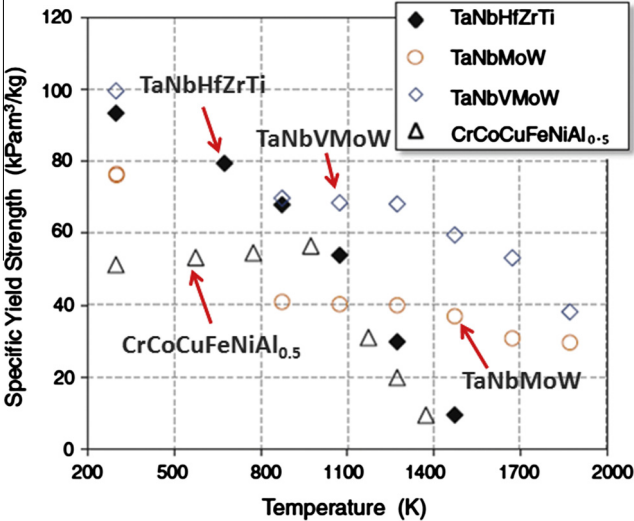 120
100
80
60
40
20
0
Specific Yield Strength (kPam³/kg)
200
500
800
1100
1400
1700
2000
Temperature (K)
TaNbHfZrTi
TaNbMoW
TaNbVMoW
CrCoCuFeNiAl₀.₅
TaNbHfZrTi
TaNbVMoW
CrCoCuFeNiAl₀.₅
TaNbMoW